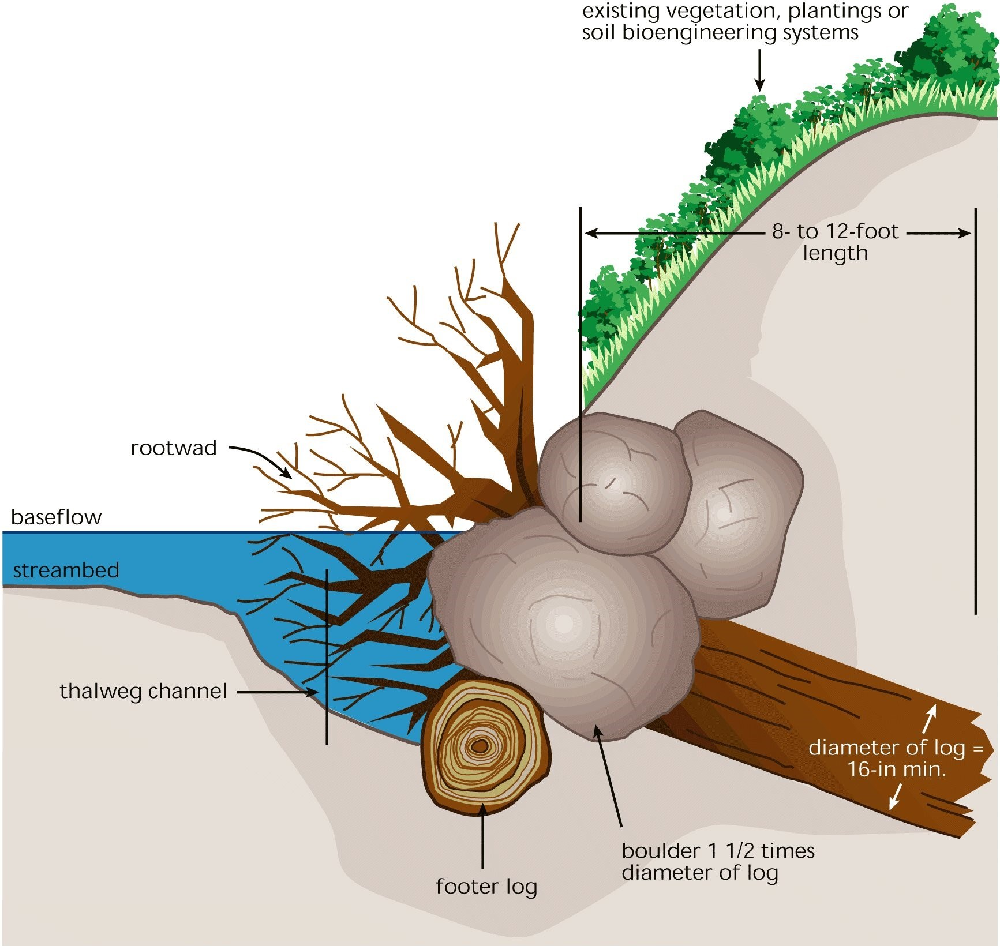 existing vegetation, plantings or
soil bioengineering systems
8- to 12-foot
length
rootwad
baseflow
streambed
thalweg channel
diameter of log =
16-in min.
boulder 1 1/2 times
diameter of log
footer log